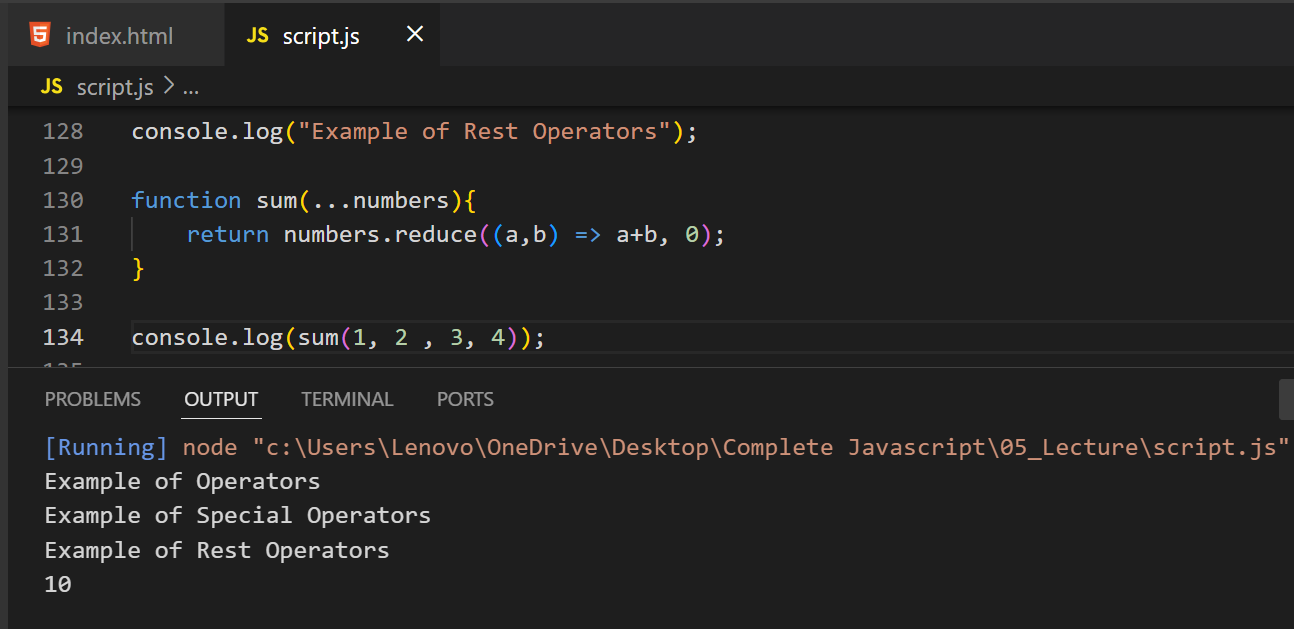 index.html
JS script.js ×
JS script.js > ...
128 console.log("Example of Rest Operators");
129
130 function sum(...numbers){
131     return numbers.reduce((a,b) => a+b, 0);
132 }
133
134 console.log(sum(1, 2 , 3, 4));
135
PROBLEMS OUTPUT TERMINAL PORTS
[Running] node "c:\Users\Lenovo\OneDrive\Desktop\Complete Javascript\05_Lecture\script.js"
Example of Operators
Example of Special Operators
Example of Rest Operators
10